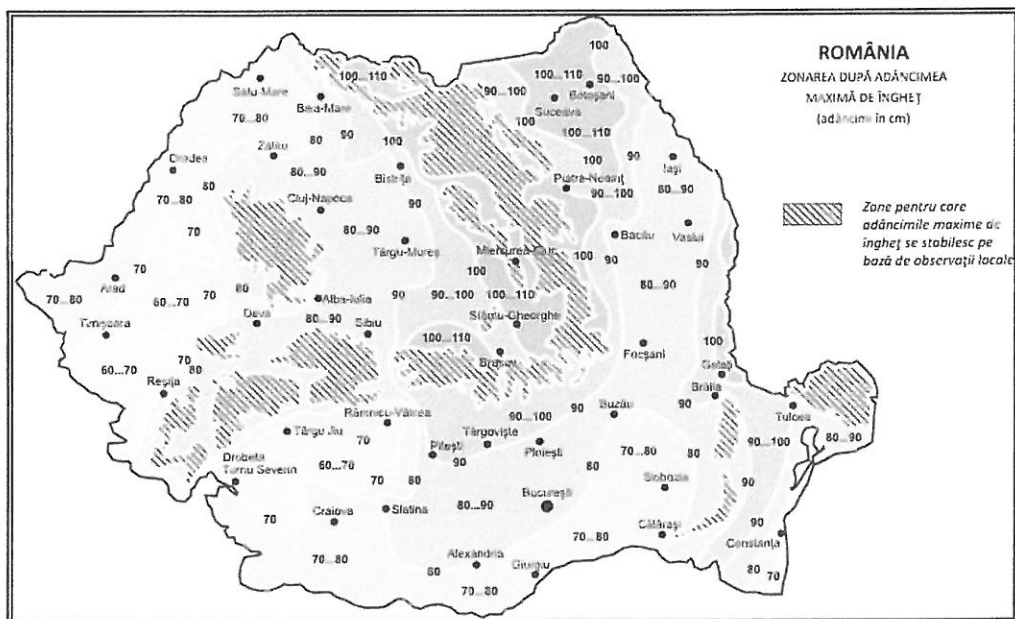 ROMÂNIA
ZONAREA DUPĂ ADÂNCIMEA
MAXIMĂ DE ÎNGHEȚ
(adâncime în cm)
Zone pentru care
adâncimile maxime de
îngheț se stabilesc pe
bază de observații locale
100
100...110
100...110
90...100
90...100
Satu-Mare
Baia-Mare
Botoșani
Suceava
70...80
80
90
100
100
100...110
Zalău
Oradea
80...90
Bistrița
100
90
Iași
Piatra-Neamț
80
70...80
Cluj-Napoca
90
90...100
80...90
70
80...90
Târgu-Mureș
Bacău
Vaslui
Miercurea-Ciuc
100
90
90
70
100
Arad
70...80
60...70
70
80
Alba-Iulia
90
90...100
100...110
80...90
Timișoara
Deva
80...90
Sibiu
Sfântu-Gheorghe
100...110
Focșani
100
60...70
70
80
Brașov
Galați
Reșița
Brăila
Râmnicu-Vâlcea
90...100
90
Buzău
90
Tulcea
Târgu Jiu
70
Târgoviște
Pitești
Ploiești
90...100
80...90
Drobeta
Turnu Severin
60...70
90
80
70...80
80
70
80
Slobozia
90
70
Craiova
Slatina
80...90
București
90
70...80
Călărași
Constanța
70...80
Alexandria
80
Giurgiu
80
70
70...80